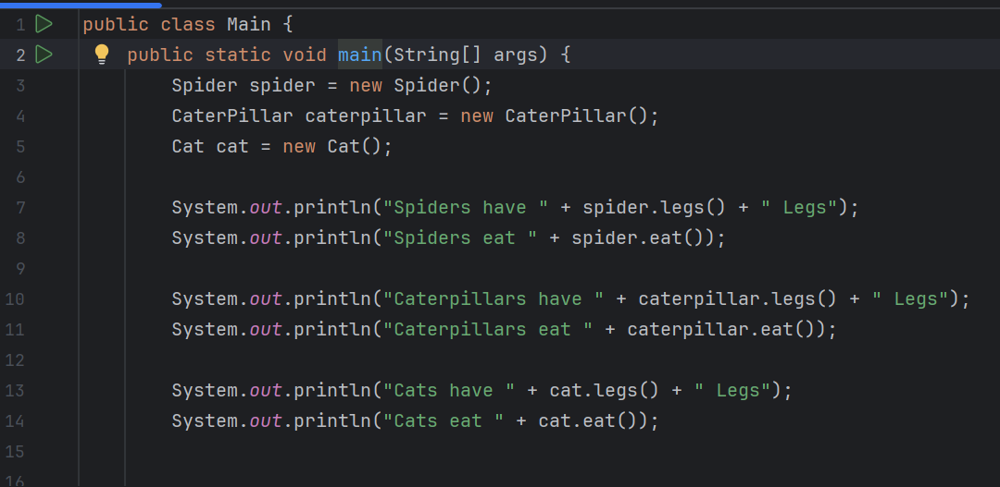 1 public class Main {
2 public static void main(String[] args) {
3 Spider spider = new Spider();
4 CaterPillar caterpillar = new CaterPillar();
5 Cat cat = new Cat();
6
7 System.out.println("Spiders have " + spider.legs() + " Legs");
8 System.out.println("Spiders eat " + spider.eat());
9
10 System.out.println("Caterpillars have " + caterpillar.legs() + " Legs");
11 System.out.println("Caterpillars eat " + caterpillar.eat());
12
13 System.out.println("Cats have " + cat.legs() + " Legs");
14 System.out.println("Cats eat " + cat.eat());
15
16